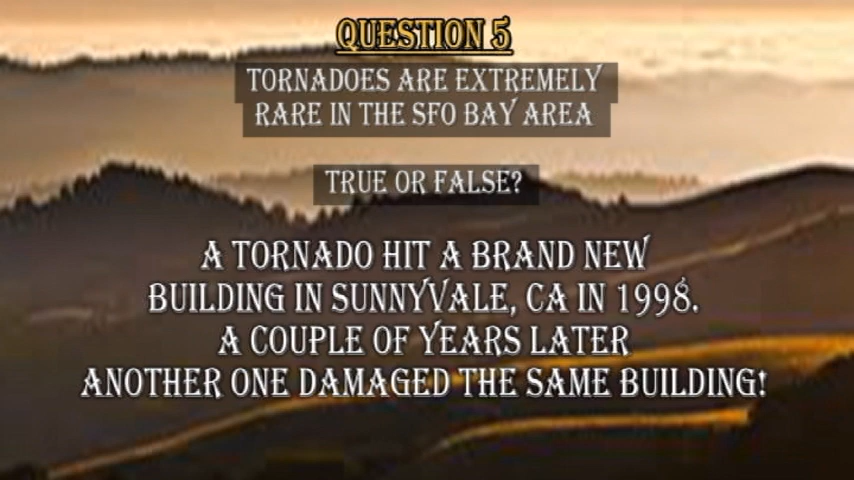 QUESTION 5
TORNADOES ARE EXTREMELY
RARE IN THE SFO BAY AREA
TRUE OR FALSE?
A TORNADO HIT A BRAND NEW
BUILDING IN SUNNYVALE, CA IN 1998.
A COUPLE OF YEARS LATER
ANOTHER ONE DAMAGED THE SAME BUILDING!